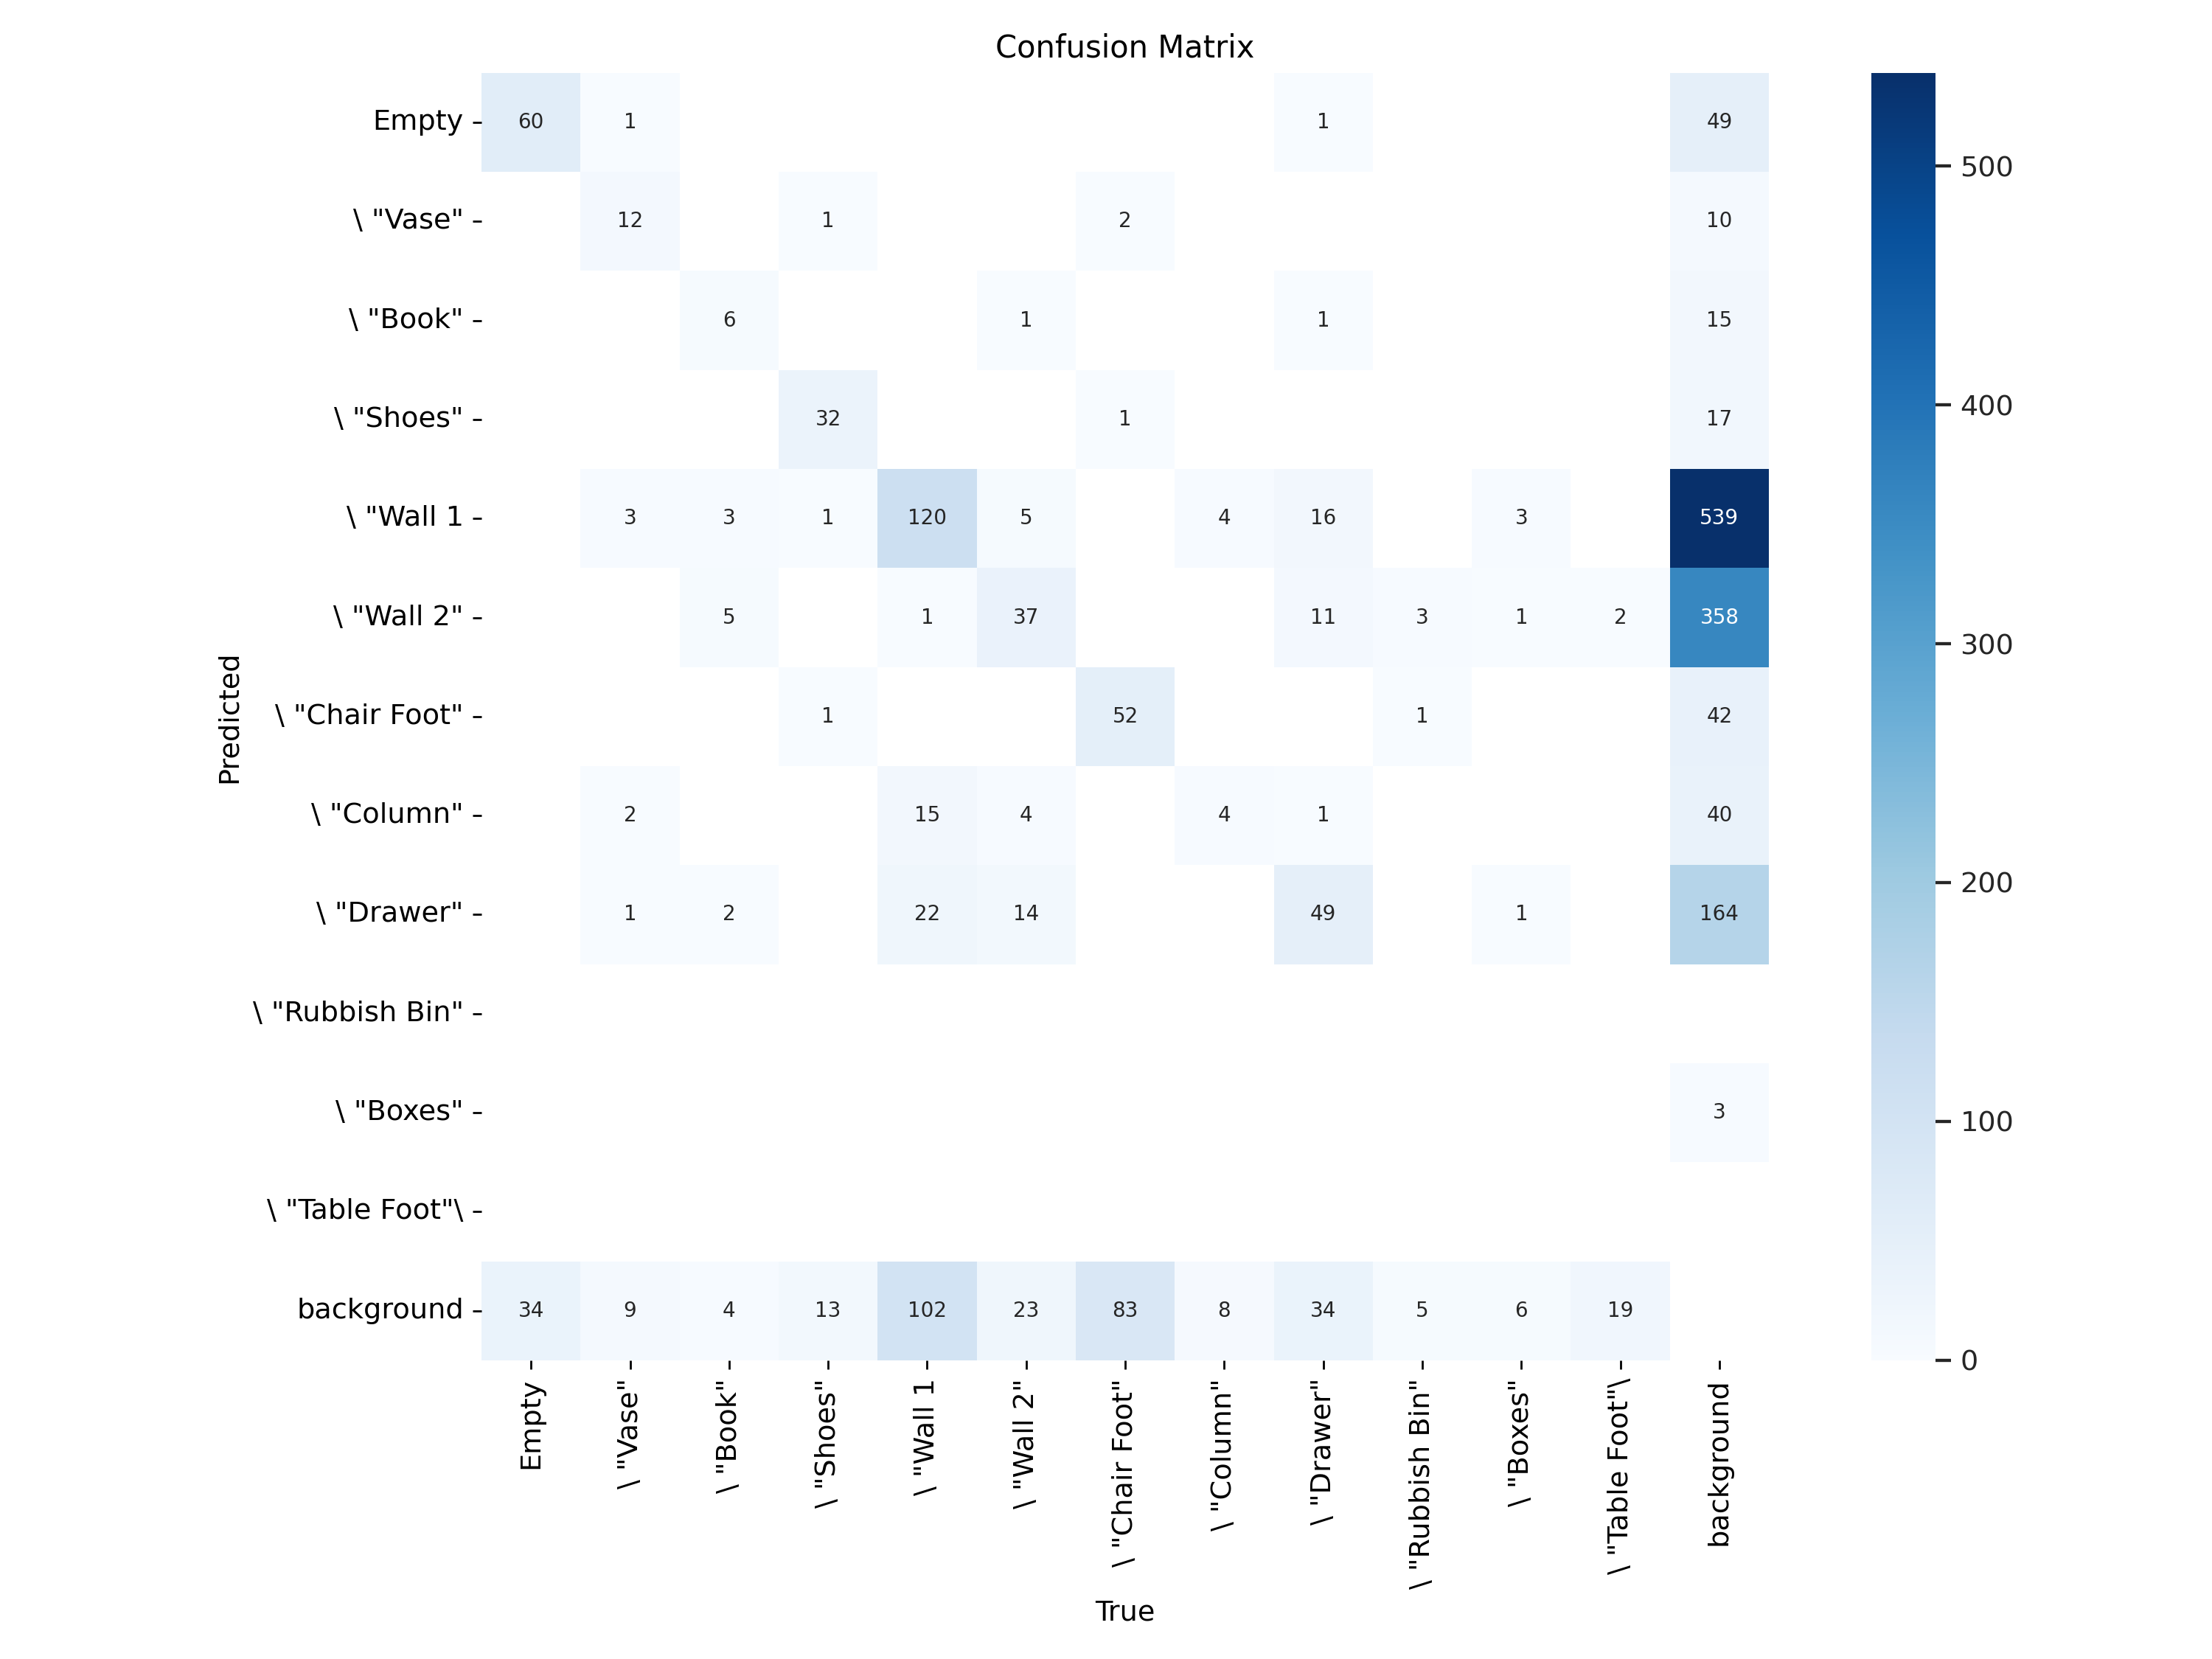 Confusion Matrix
Empty 60 1 1 49
\ "Vase" 12 1 2 10
\ "Book" 6 1 1 15
\ "Shoes" 32 1 17
\ "Wall 1 3 3 1 120 5 4 16 3 539
\ "Wall 2" 5 1 37 11 3 1 2 358
\ "Chair Foot" 1 52 1 42
\ "Column" 2 15 4 4 1 40
\ "Drawer" 1 2 22 14 49 1 164
\ "Rubbish Bin"
\ "Boxes" 3
\ "Table Foot"\
background 34 9 4 13 102 23 83 8 34 5 6 19
Predicted
Empty
\ "Vase"
\ "Book"
\ "Shoes"
\ "Wall 1
\ "Wall 2"
\ "Chair Foot"
\ "Column"
\ "Drawer"
\ "Rubbish Bin"
\ "Boxes"
\ "Table Foot"\
background
True
500
400
300
200
100
0